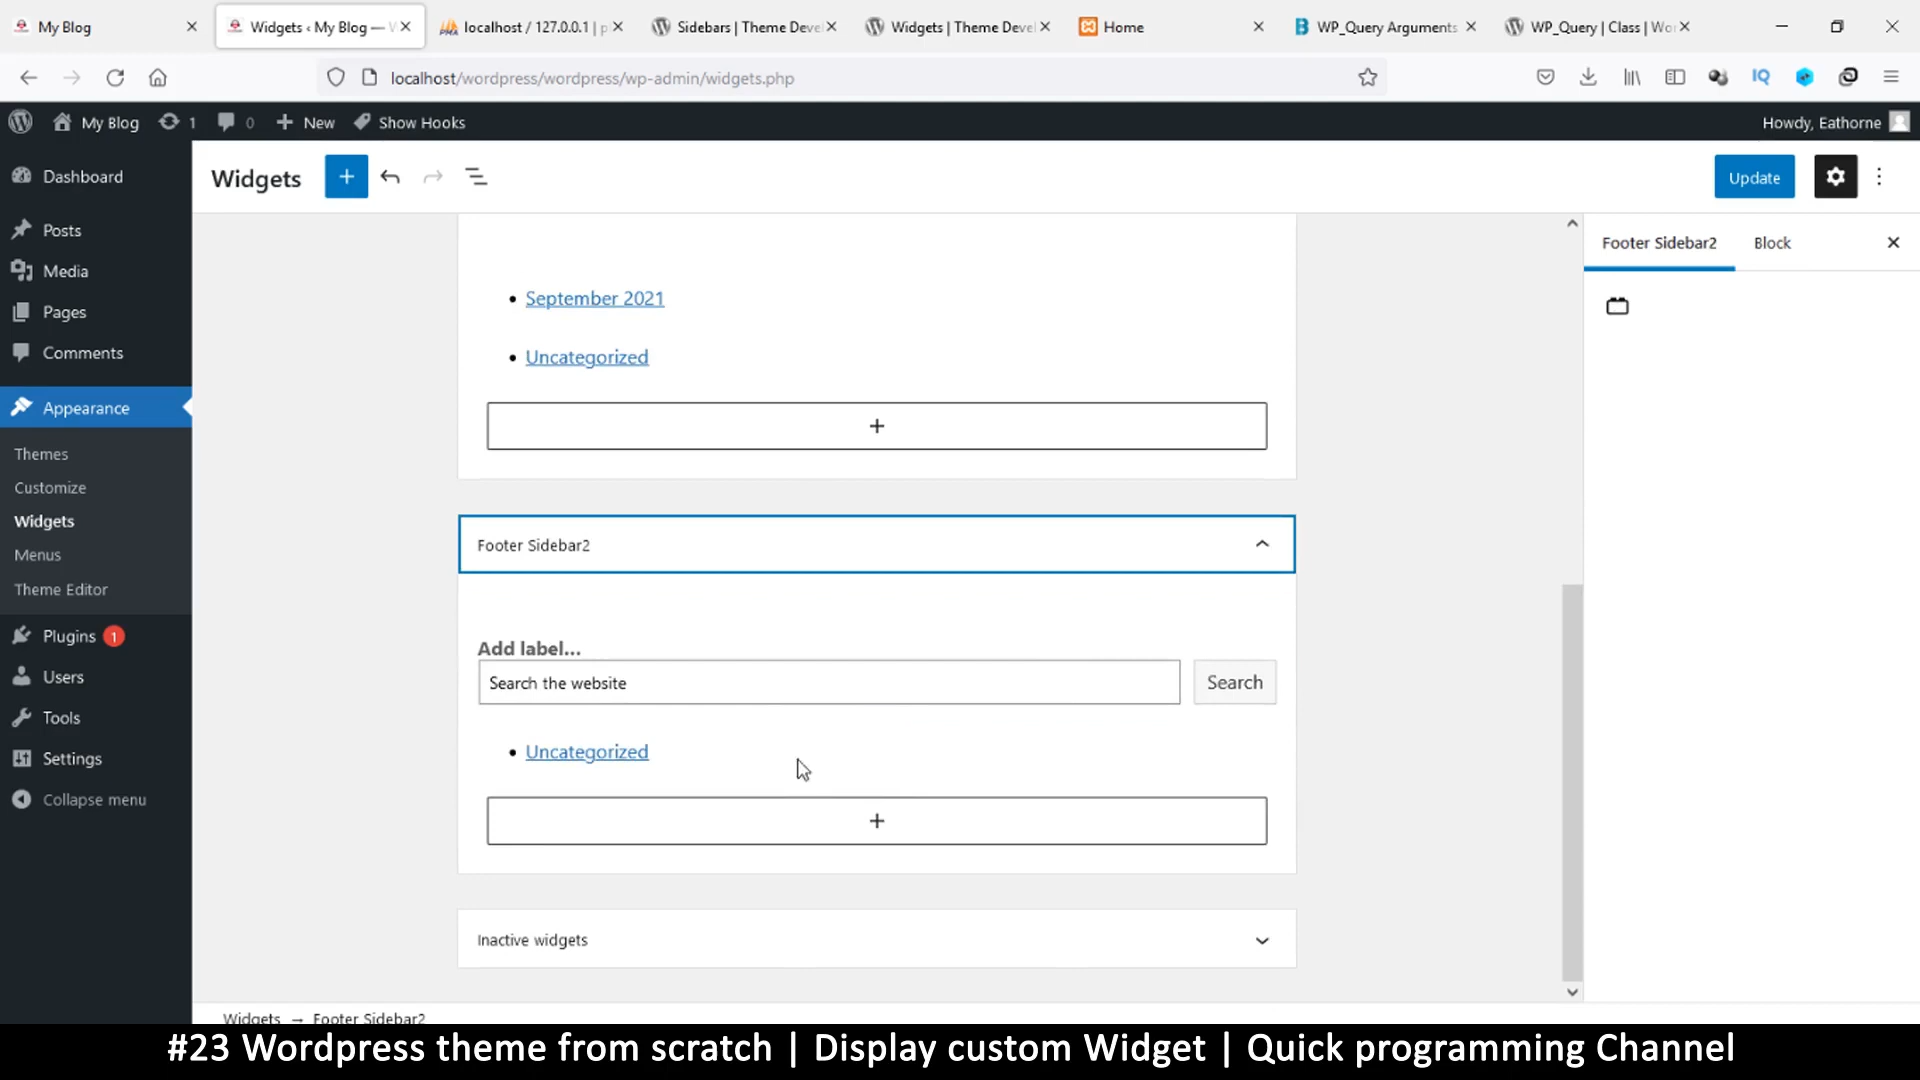 My Blog
Widgets ‹ My Blog — W
localhost / 127.0.0.1 | p
Sidebars | Theme Devel
Widgets | Theme Devel
Home
WP_Query Arguments
WP_Query | Class | Wor
localhost/wordpress/wordpress/wp-admin/widgets.php
IQ
My Blog
1
0
New
Show Hooks
Howdy, Eathorne
Dashboard
Posts
Media
Pages
Comments
Appearance
Themes
Customize
Widgets
Menus
Theme Editor
Plugins 1
Users
Tools
Settings
Collapse menu
Widgets
Update
Footer Sidebar2
Block
September 2021
Uncategorized
Footer Sidebar2
Add label...
Search the website
Search
Uncategorized
Inactive widgets
Widgets → Footer Sidebar2
#23 Wordpress theme from scratch | Display custom Widget | Quick programming Channel